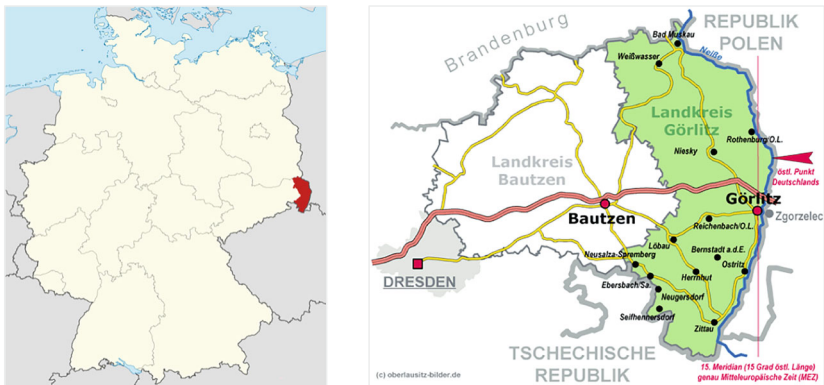 REPUBLIK
POLEN
Brandenburg
Bad Muskau
Neiße
Weißwasser
Landkreis
Görlitz
Rothenburg/O.L.
Niesky
Landkreis
Bautzen
östl. Punkt
Deutschlands
Görlitz
Zgorzelec
Bautzen
Reichenbach/O.L.
Löbau
Bernstadt a.d.E.
Neusalza-Spremberg
Ostritz
DRESDEN
Herrnhut
Ebersbach/Sa.
Neugersdorf
Seifhennersdorf
Zittau
TSCHECHISCHE
REPUBLIK
15. Meridian (15 Grad östl. Länge)
genau Mitteleuropäische Zeit (MEZ)
(c) oberlausitz-bilder.de